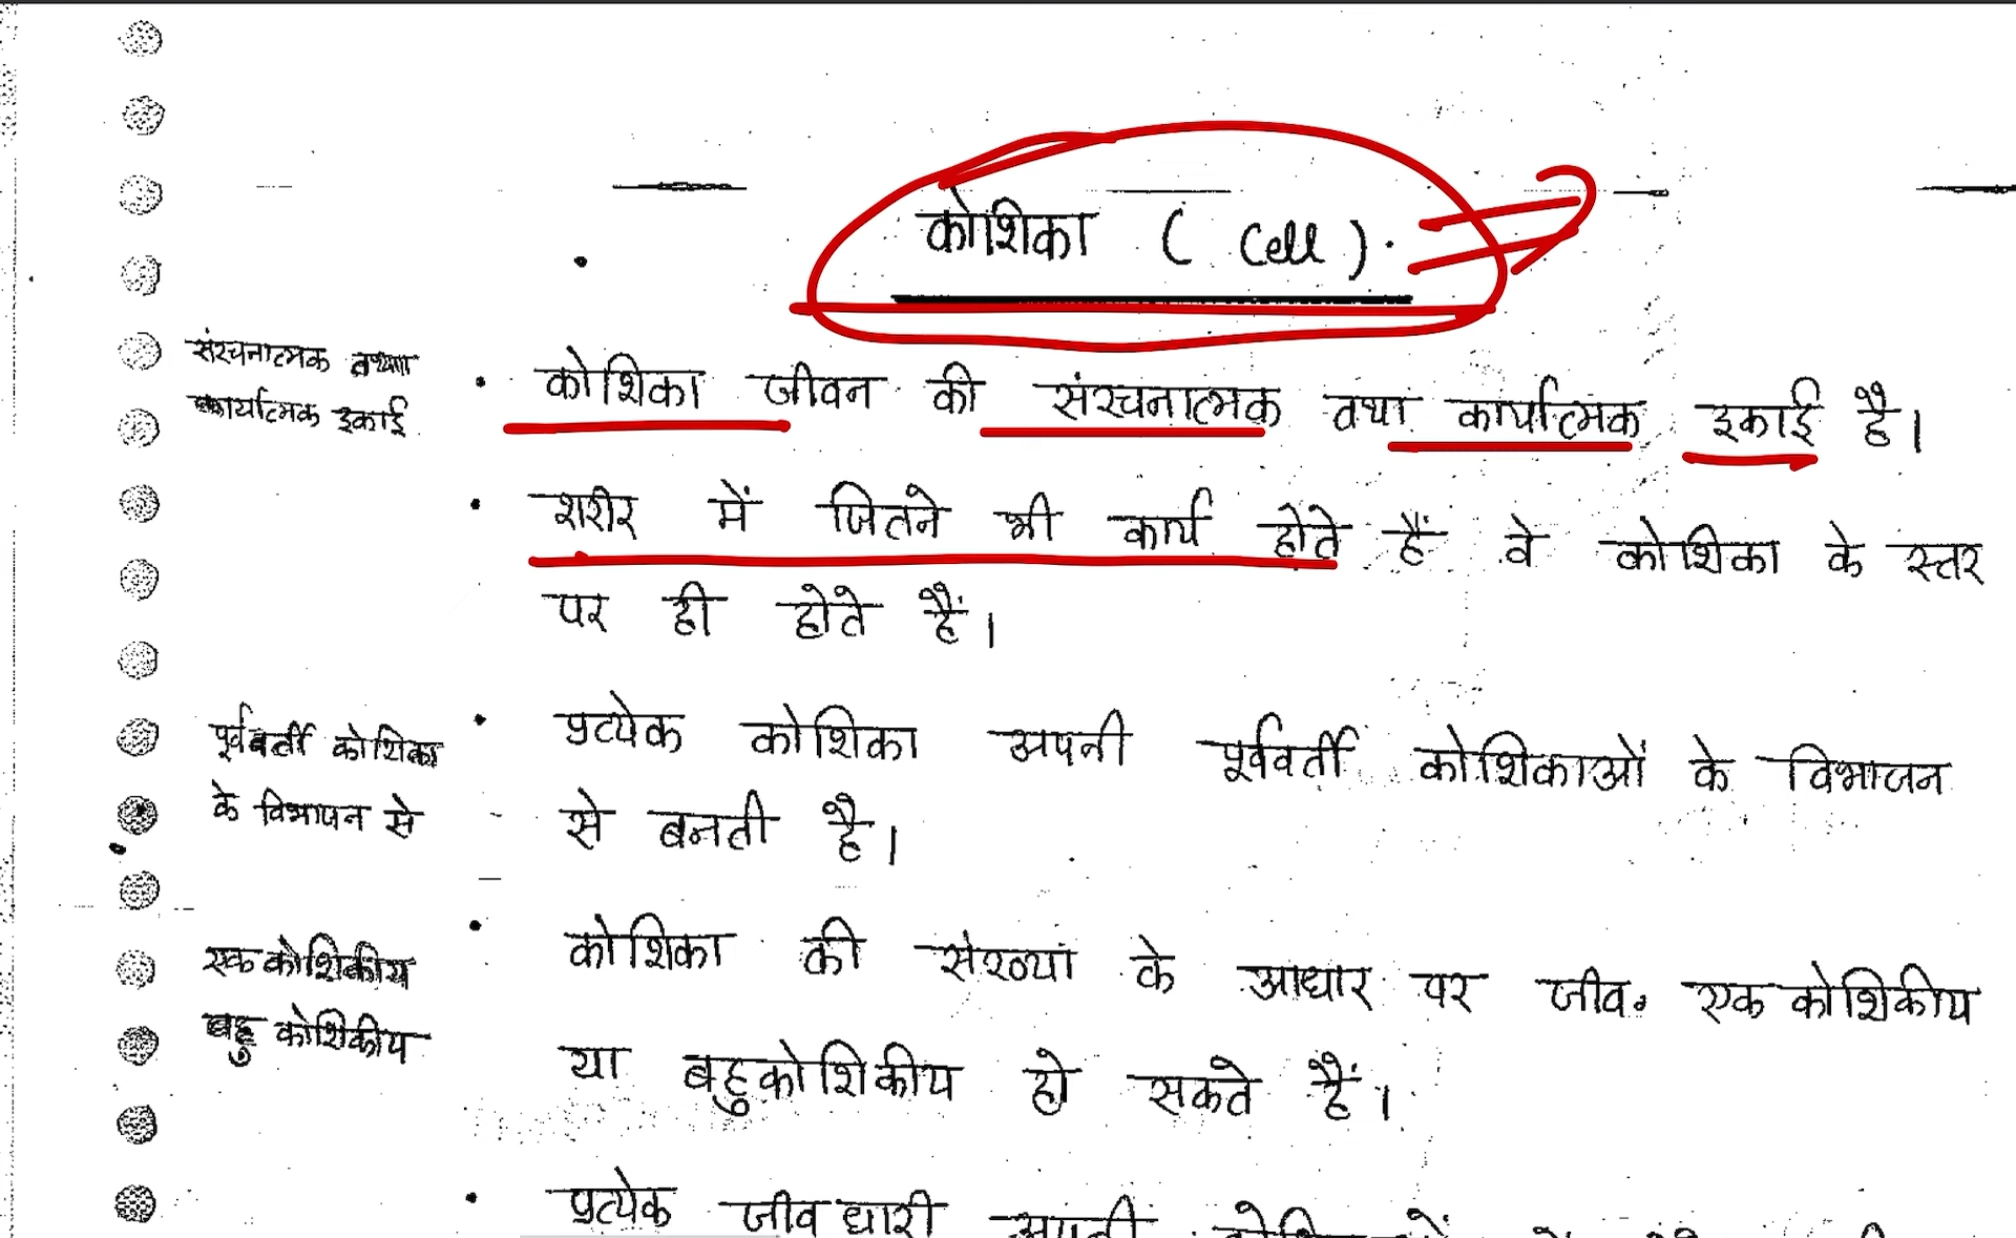 कोशिका ( Cell ).
संरचनात्मक तथा
कार्यात्मक इकाई
• कोशिका जीवन की संरचनात्मक तथा कार्यात्मक इकाई है।
• शरीर में जितने भी कार्य होते हैं वे कोशिका के स्तर
पर ही होते हैं।
पूर्ववर्ती कोशिका
के विभाजन से
• प्रत्येक कोशिका अपनी पूर्ववर्ती कोशिकाओं के विभाजन
से बनती है।
एक कोशिकीय
बहु कोशिकीय
• कोशिका की संख्या के आधार पर जीव. एक कोशिकीय
या बहुकोशिकीय हो सकते हैं।
• प्रत्येक जीवधारी अपनी